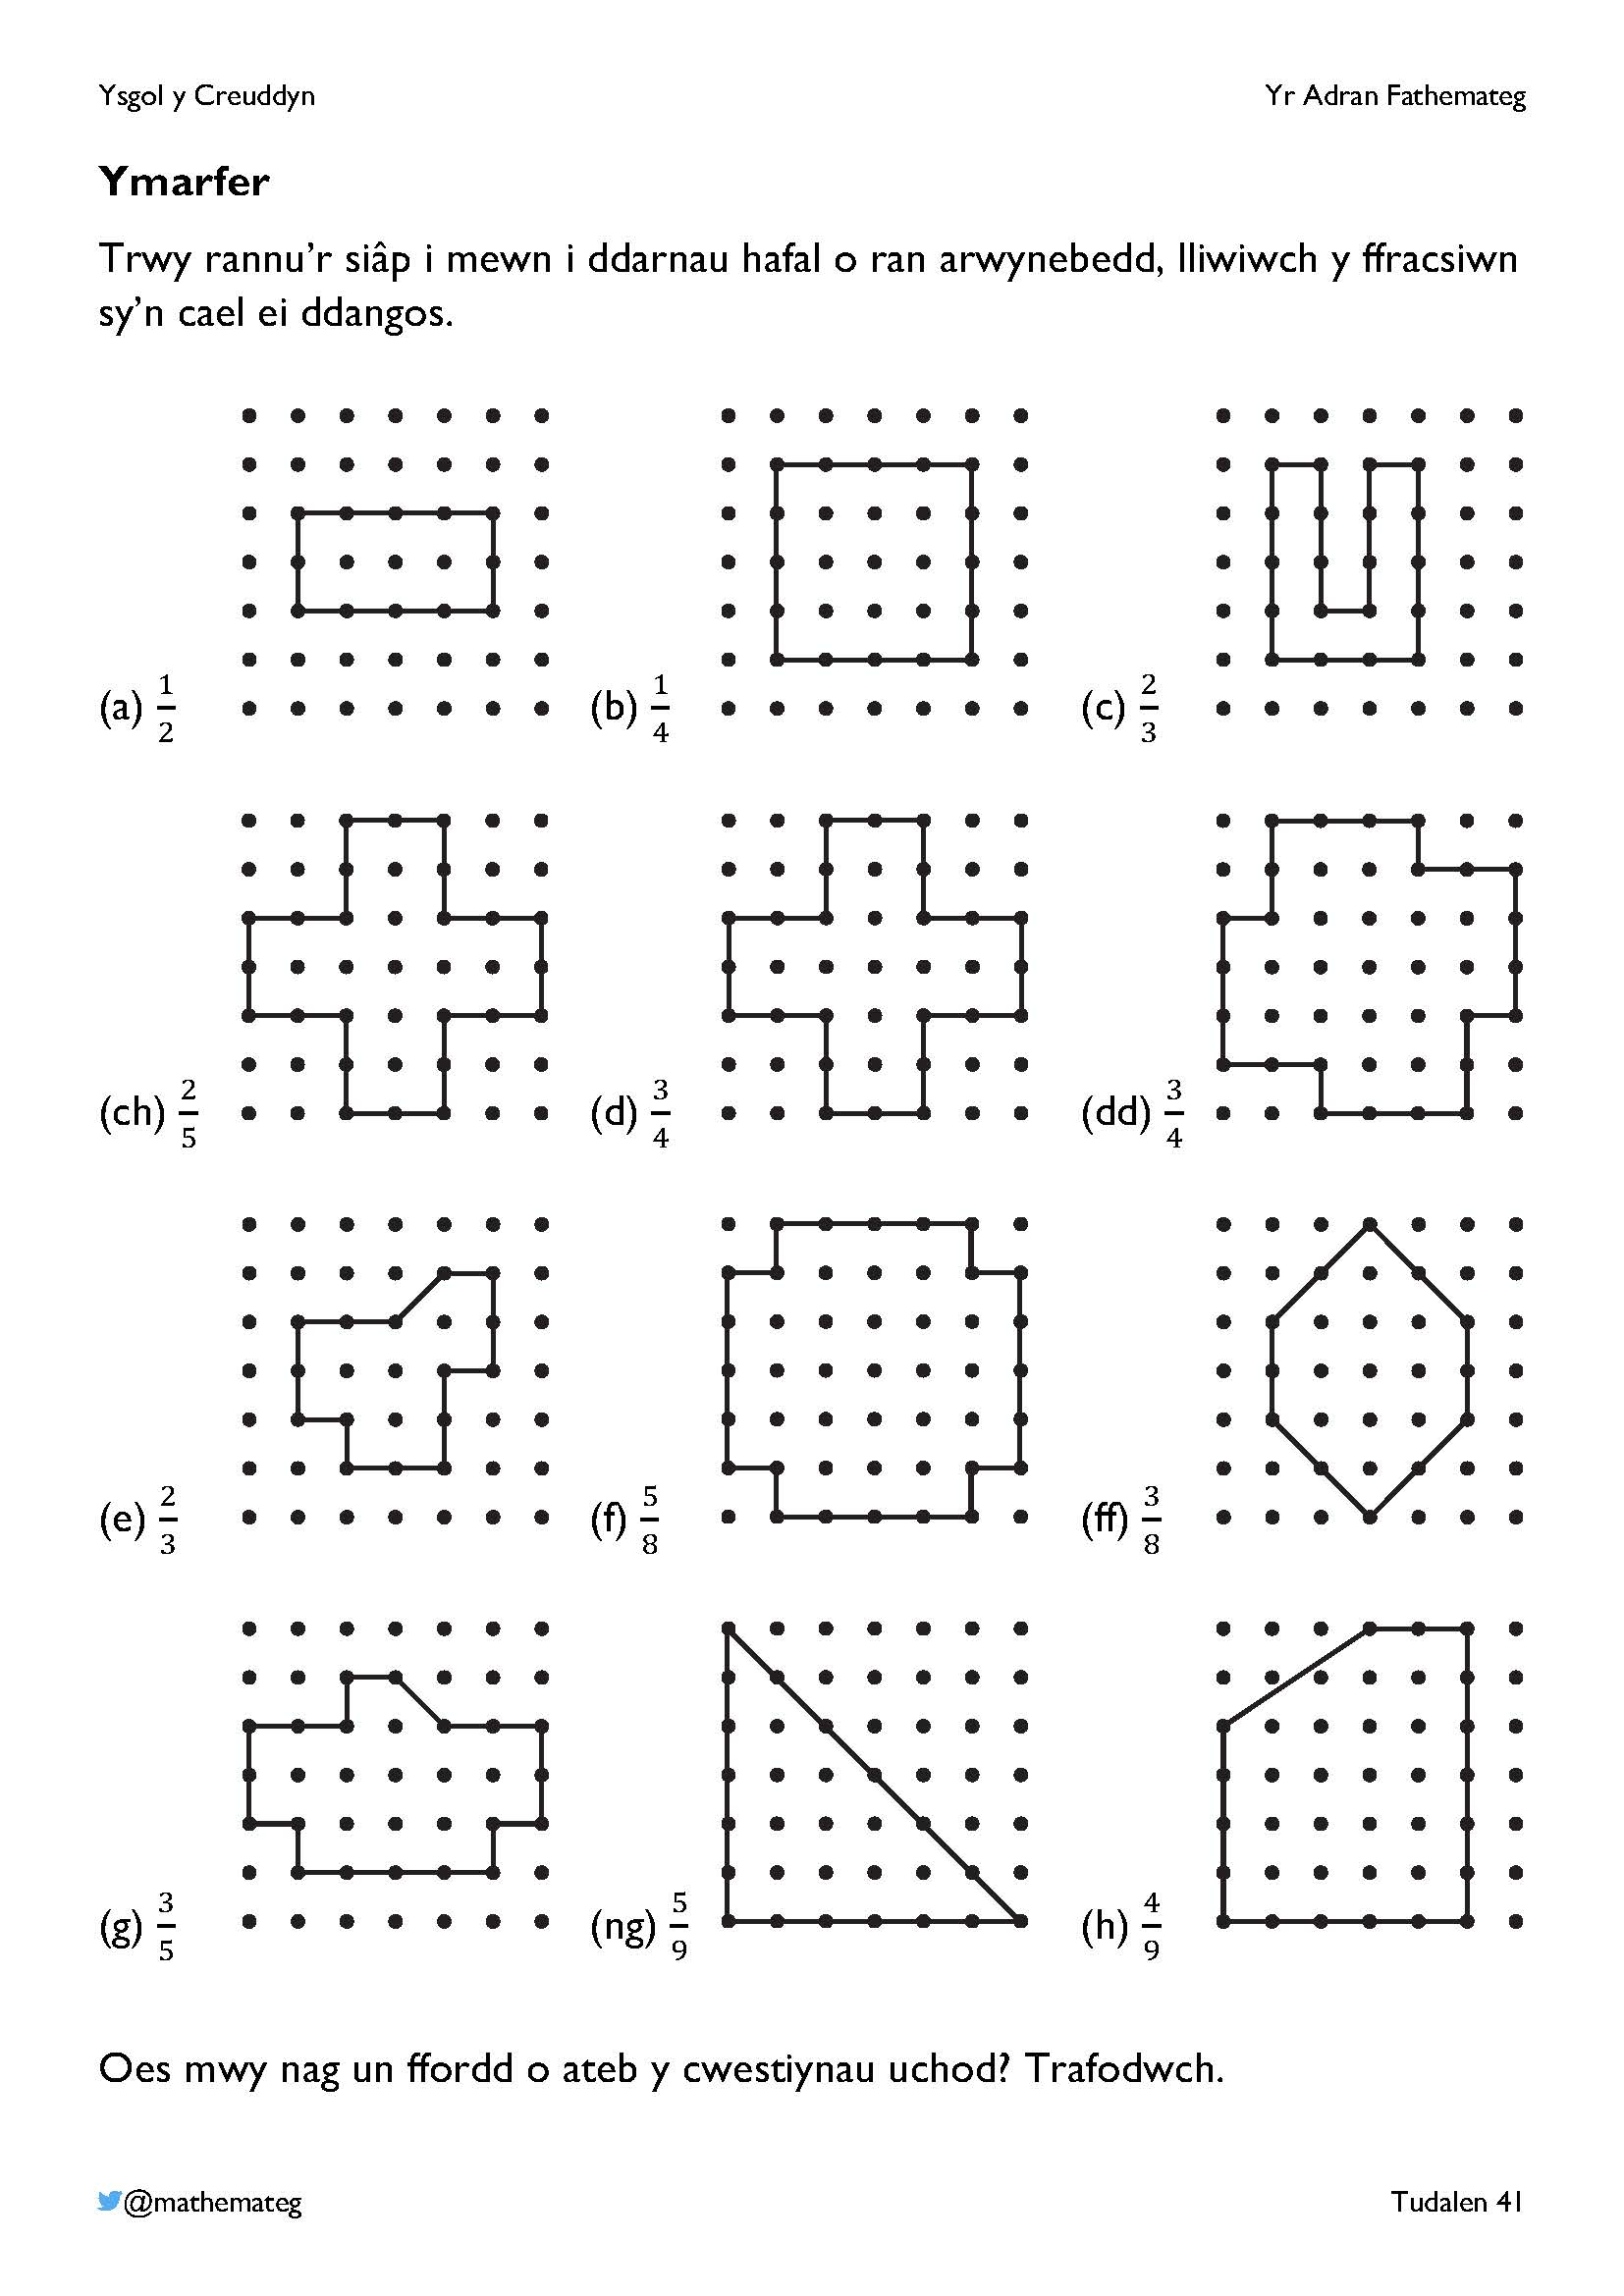 Ysgol y Creuddyn
Yr Adran Fathemateg
Ymarfer
Trwy rannu’r siâp i mewn i ddarnau hafal o ran arwynebedd, lliwiwch y ffracsiwn
sy’n cael ei ddangos.
(a) 1/2
(b) 1/4
(c) 2/3
(ch) 2/5
(d) 3/4
(dd) 3/4
(e) 2/3
(f) 5/8
(ff) 3/8
(g) 3/5
(ng) 5/9
(h) 4/9
Oes mwy nag un ffordd o ateb y cwestiynau uchod? Trafodwch.
@mathemateg
Tudalen 41